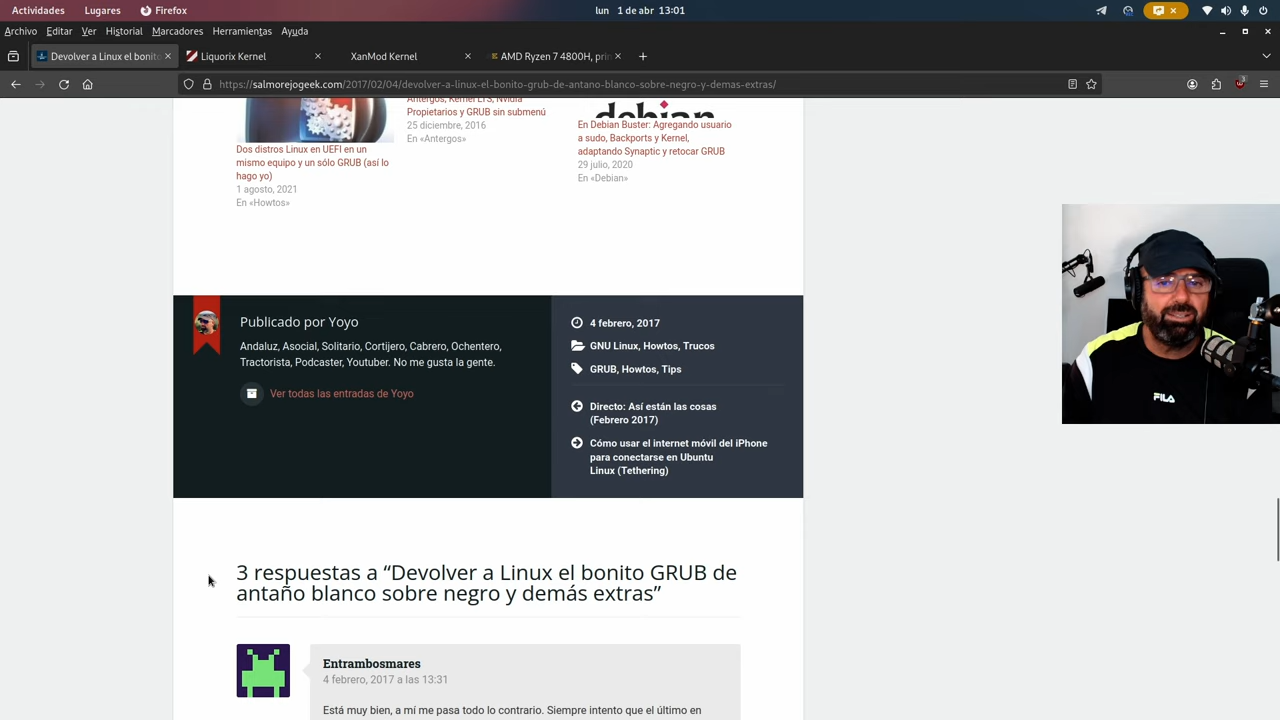 Actividades Lugares Firefox lun 1 de abr 13:01
Archivo Editar Ver Historial Marcadores Herramientas Ayuda
Devolver a Linux el bonito Liquorix Kernel XanMod Kernel AMD Ryzen 7 4800H, prin
https://salmorejogeek.com/2017/02/04/devolver-a-linux-el-bonito-grub-de-antano-blanco-sobre-negro-y-demas-extras/
Antergos, Kernel LTS, Nvidia
Propietarios y GRUB sin submenú
25 diciembre, 2016
En «Antergos»
debian
Dos distros Linux en UEFI en un
mismo equipo y un sólo GRUB (así lo
hago yo)
1 agosto, 2021
En «Howtos»
En Debian Buster: Agregando usuario
a sudo, Backports y Kernel,
adaptando Synaptic y retocar GRUB
29 julio, 2020
En «Debian»
Publicado por Yoyo
Andaluz, Asocial, Solitario, Cortijero, Cabrero, Ochentero,
Tractorista, Podcaster, Youtuber. No me gusta la gente.
Ver todas las entradas de Yoyo
4 febrero, 2017
GNU Linux, Howtos, Trucos
GRUB, Howtos, Tips
Directo: Así están las cosas
(Febrero 2017)
Cómo usar el internet móvil del iPhone
para conectarse en Ubuntu
Linux (Tethering)
FILA
3 respuestas a “Devolver a Linux el bonito GRUB de
antaño blanco sobre negro y demás extras”
Entrambosmares
4 febrero, 2017 a las 13:31
Está muy bien, a mí me pasa todo lo contrario. Siempre intento que el último en